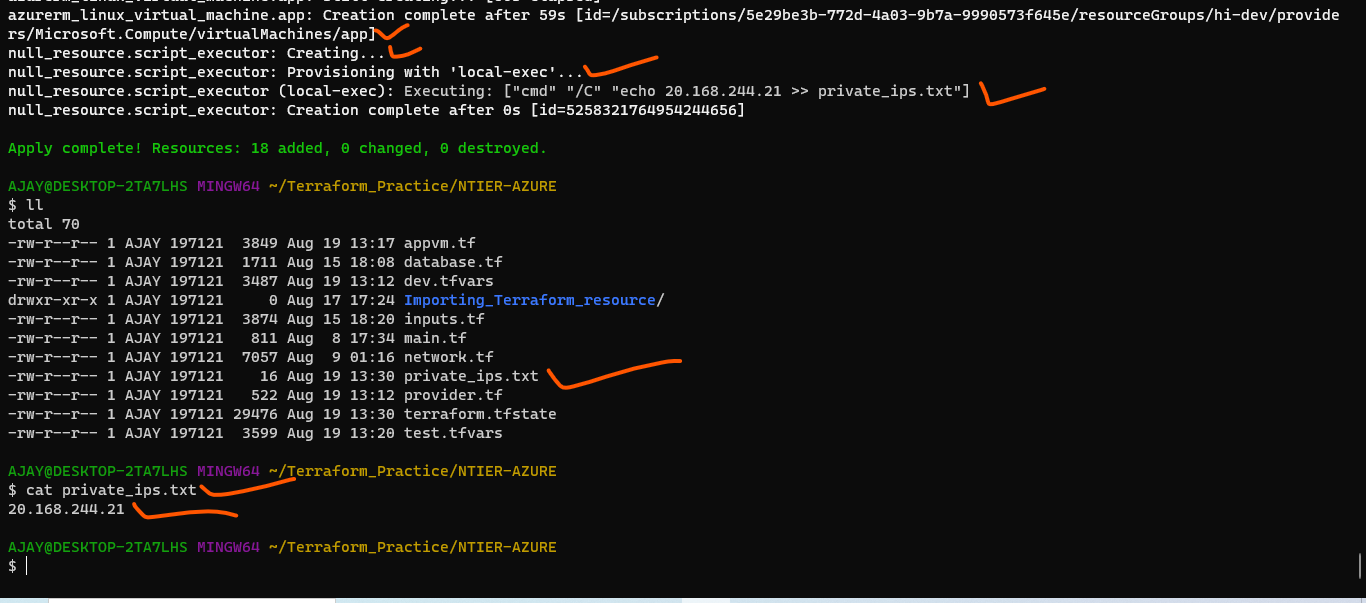 azurerm_linux_virtual_machine.app: Creation complete after 59s [id=/subscriptions/5e29be3b-772d-4a03-9b7a-9990573f645e/resourceGroups/hi-dev/provide
rs/Microsoft.Compute/virtualMachines/app]
null_resource.script_executor: Creating...
null_resource.script_executor: Provisioning with 'local-exec'...
null_resource.script_executor (local-exec): Executing: ["cmd" "/C" "echo 20.168.244.21 >> private_ips.txt"]
null_resource.script_executor: Creation complete after 0s [id=5258321764954244656]
Apply complete! Resources: 18 added, 0 changed, 0 destroyed.
AJAY@DESKTOP-2TA7LHS MINGW64 ~/Terraform_Practice/NTIER-AZURE
$ ll
total 70
-rw-r--r-- 1 AJAY 197121  3849 Aug 19 13:17 appvm.tf
-rw-r--r-- 1 AJAY 197121  1711 Aug 15 18:08 database.tf
-rw-r--r-- 1 AJAY 197121  3487 Aug 19 13:12 dev.tfvars
drwxr-xr-x 1 AJAY 197121     0 Aug 17 17:24 Importing_Terraform_resource/
-rw-r--r-- 1 AJAY 197121  3874 Aug 15 18:20 inputs.tf
-rw-r--r-- 1 AJAY 197121   811 Aug  8 17:34 main.tf
-rw-r--r-- 1 AJAY 197121  7057 Aug  9 01:16 network.tf
-rw-r--r-- 1 AJAY 197121    16 Aug 19 13:30 private_ips.txt
-rw-r--r-- 1 AJAY 197121   522 Aug 19 13:12 provider.tf
-rw-r--r-- 1 AJAY 197121 29476 Aug 19 13:30 terraform.tfstate
-rw-r--r-- 1 AJAY 197121  3599 Aug 19 13:20 test.tfvars
AJAY@DESKTOP-2TA7LHS MINGW64 ~/Terraform_Practice/NTIER-AZURE
$ cat private_ips.txt
20.168.244.21
AJAY@DESKTOP-2TA7LHS MINGW64 ~/Terraform_Practice/NTIER-AZURE
$